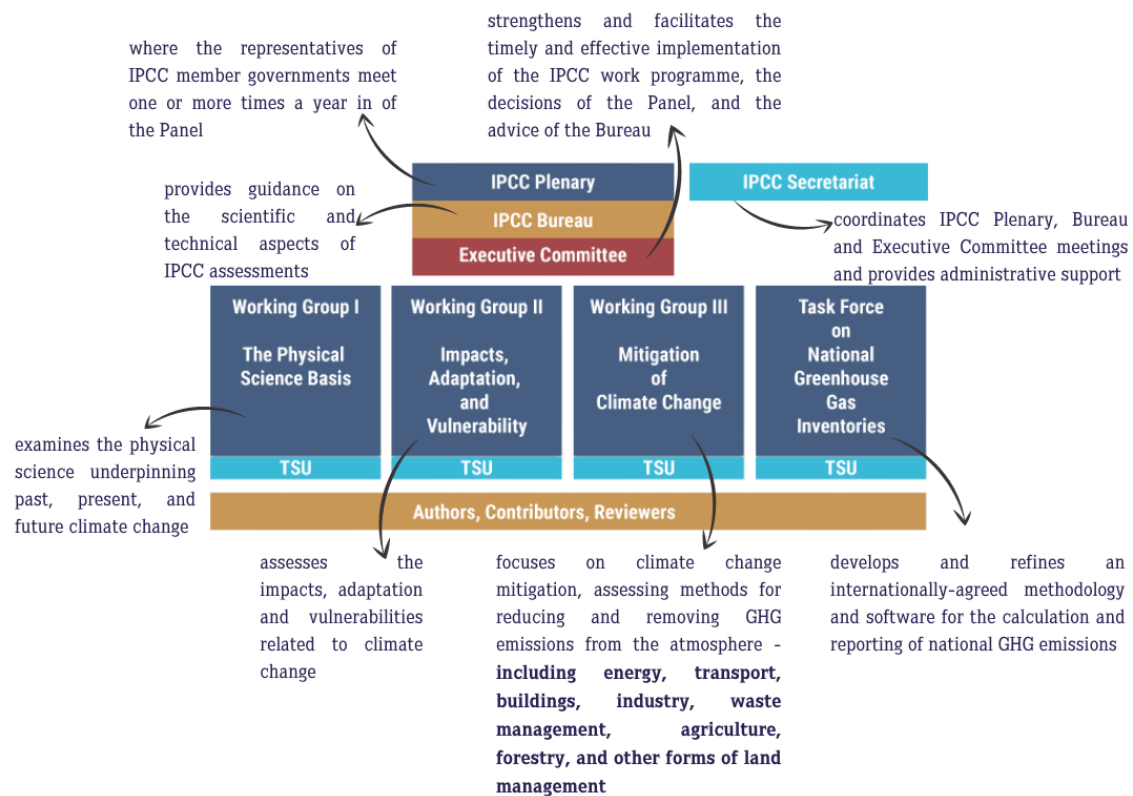 where the representatives of
IPCC member governments meet
one or more times a year in of
the Panel
strengthens and facilitates the
timely and effective implementation
of the IPCC work programme, the
decisions of the Panel, and the
advice of the Bureau
provides guidance on
the scientific and
technical aspects of
IPCC assessments
IPCC Plenary
IPCC Bureau
Executive Committee
IPCC Secretariat
coordinates IPCC Plenary, Bureau
and Executive Committee meetings
and provides administrative support
Working Group I
The Physical
Science Basis
TSU
Working Group II
Impacts,
Adaptation,
and
Vulnerability
TSU
Working Group III
Mitigation
of
Climate Change
TSU
Task Force
on
National
Greenhouse
Gas
Inventories
TSU
Authors, Contributors, Reviewers
examines the physical
science underpinning
past, present, and
future climate change
assesses the
impacts, adaptation
and vulnerabilities
related to climate
change
focuses on climate change
mitigation, assessing methods for
reducing and removing GHG
emissions from the atmosphere -
including energy, transport,
buildings, industry, waste
management, agriculture,
forestry, and other forms of land
management
develops and refines an
internationally-agreed methodology
and software for the calculation and
reporting of national GHG emissions